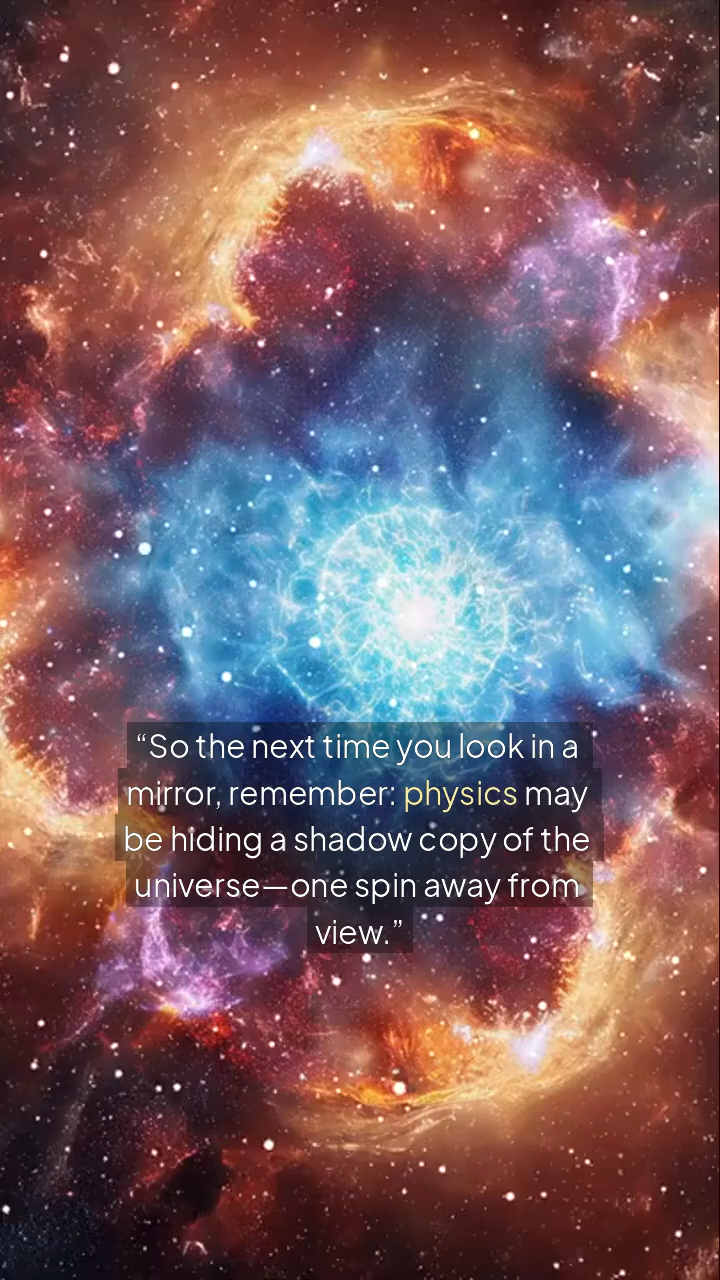 “So the next time you look in a
mirror, remember: physics may
be hiding a shadow copy of the
universe—one spin away from
view.”